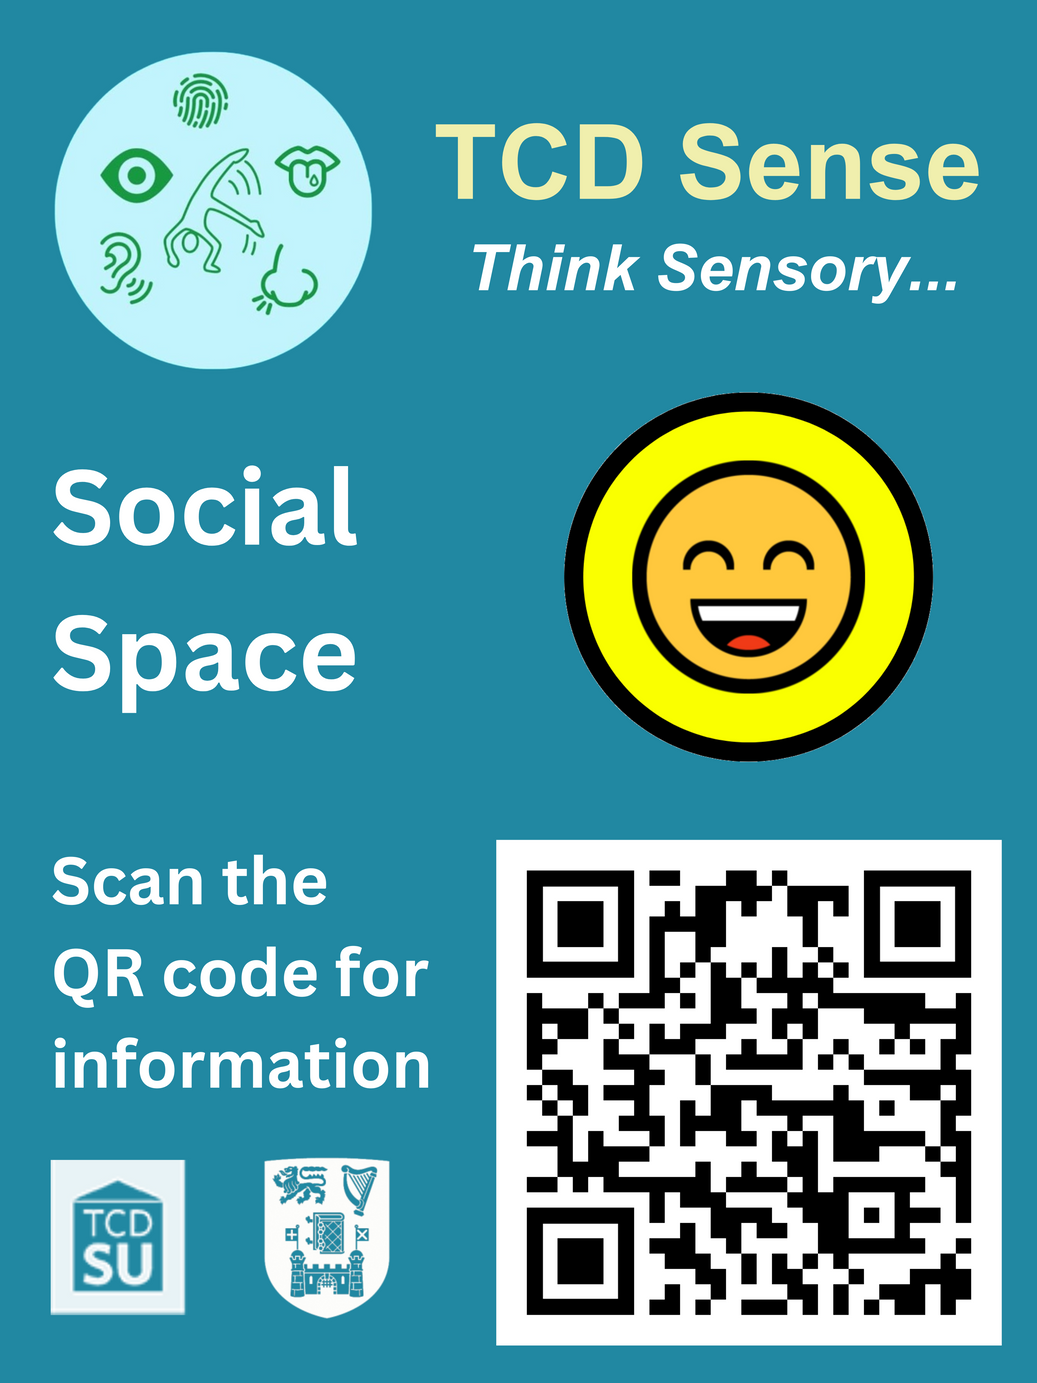 TCD Sense
Think Sensory...
Social
Space
Scan the
QR code for
information
TCD
SU